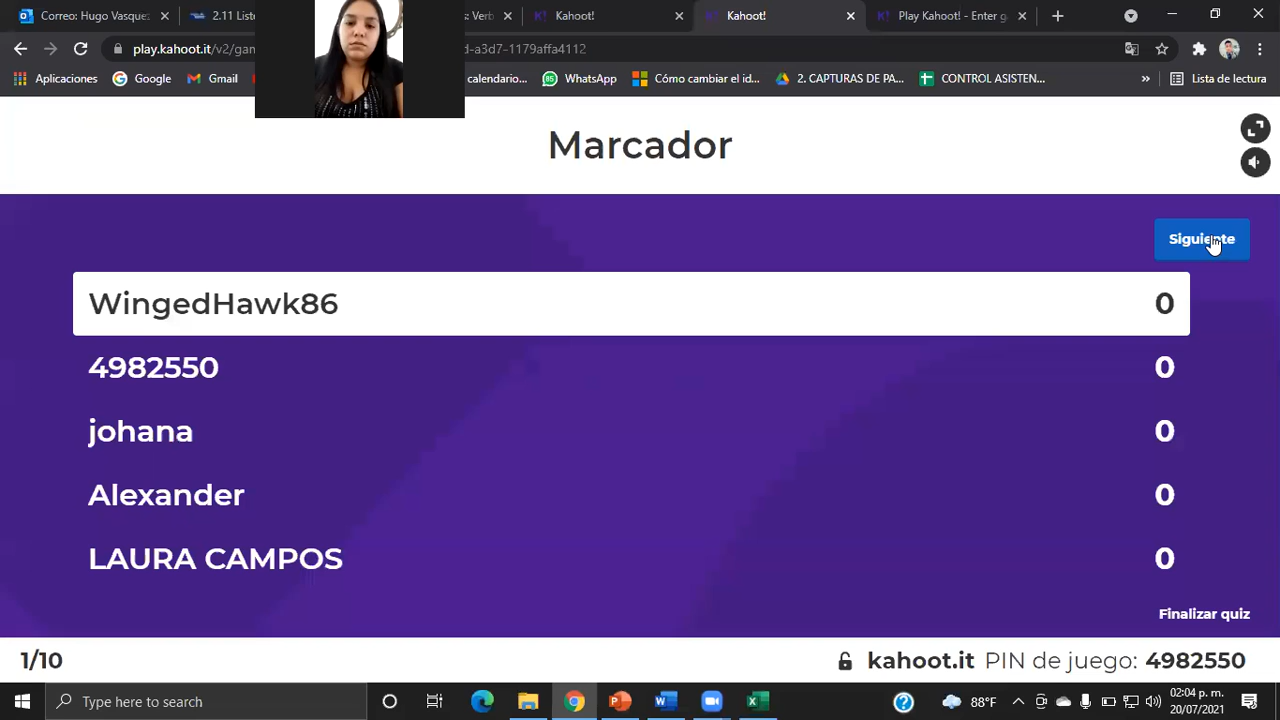 Correo: Hugo Vasquez
2.11 Liste
s: Verb
Kahoot!
Kahoot!
Play Kahoot! - Enter g
play.kahoot.it/v2/gan
d-a3d7-1179affa4112
Aplicaciones
Google
Gmail
calendario...
WhatsApp
Cómo cambiar el id...
2. CAPTURAS DE PA...
CONTROL ASISTEN...
Lista de lectura
Marcador
Siguiente
WingedHawk86 0
4982550 0
johana 0
Alexander 0
LAURA CAMPOS 0
Finalizar quiz
1/10
kahoot.it PIN de juego: 4982550
Type here to search
88°F
02:04 p. m.
20/07/2021